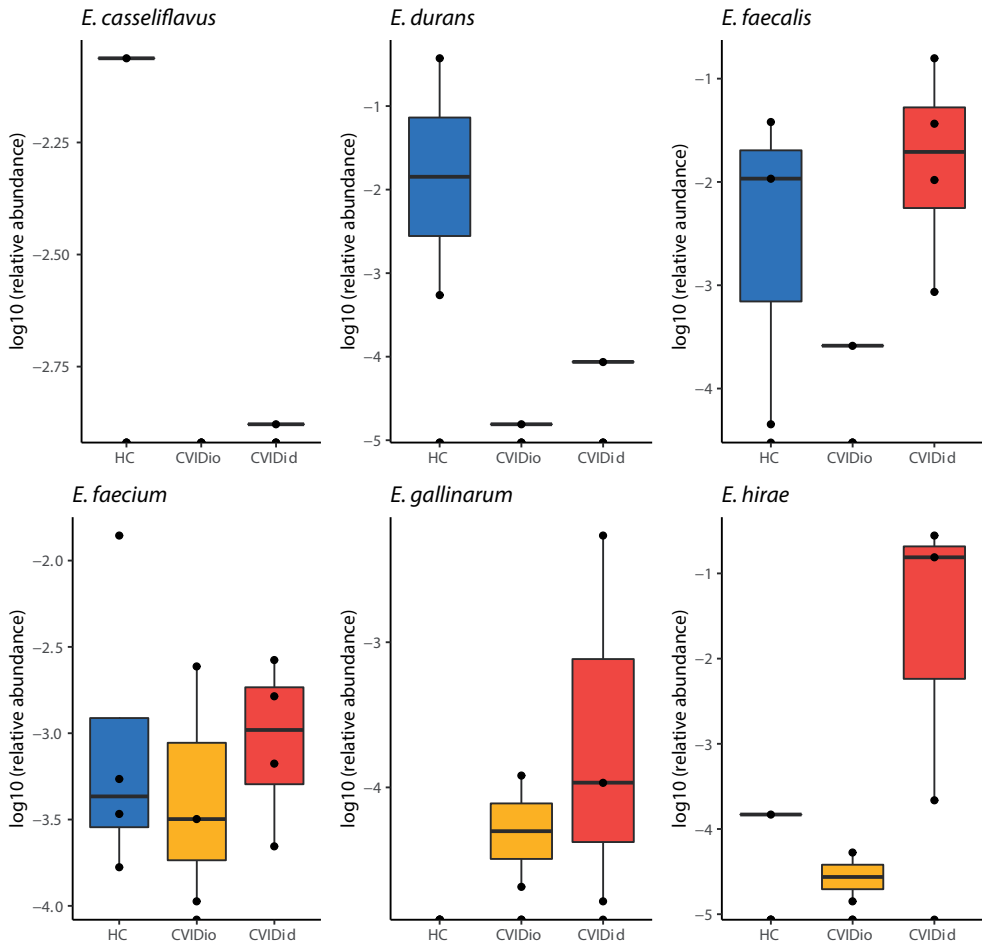 E. casseliflavus
log10 (relative abundance)
−2.25
−2.50
−2.75
HC CVIDio CVIDid
E. durans
log10 (relative abundance)
−1
−2
−3
−4
−5
HC CVIDio CVIDid
E. faecalis
log10 (relative aundance)
−1
−2
−3
−4
HC CVIDio CVIDid
E. faecium
log10 (relative abundance)
−2.0
−2.5
−3.0
−3.5
−4.0
HC CVIDio CVIDid
E. gallinarum
log10 (relative abundance)
−3
−4
HC CVIDio CVIDid
E. hirae
log10 (relative abundance)
−1
−2
−3
−4
−5
HC CVIDio CVIDid